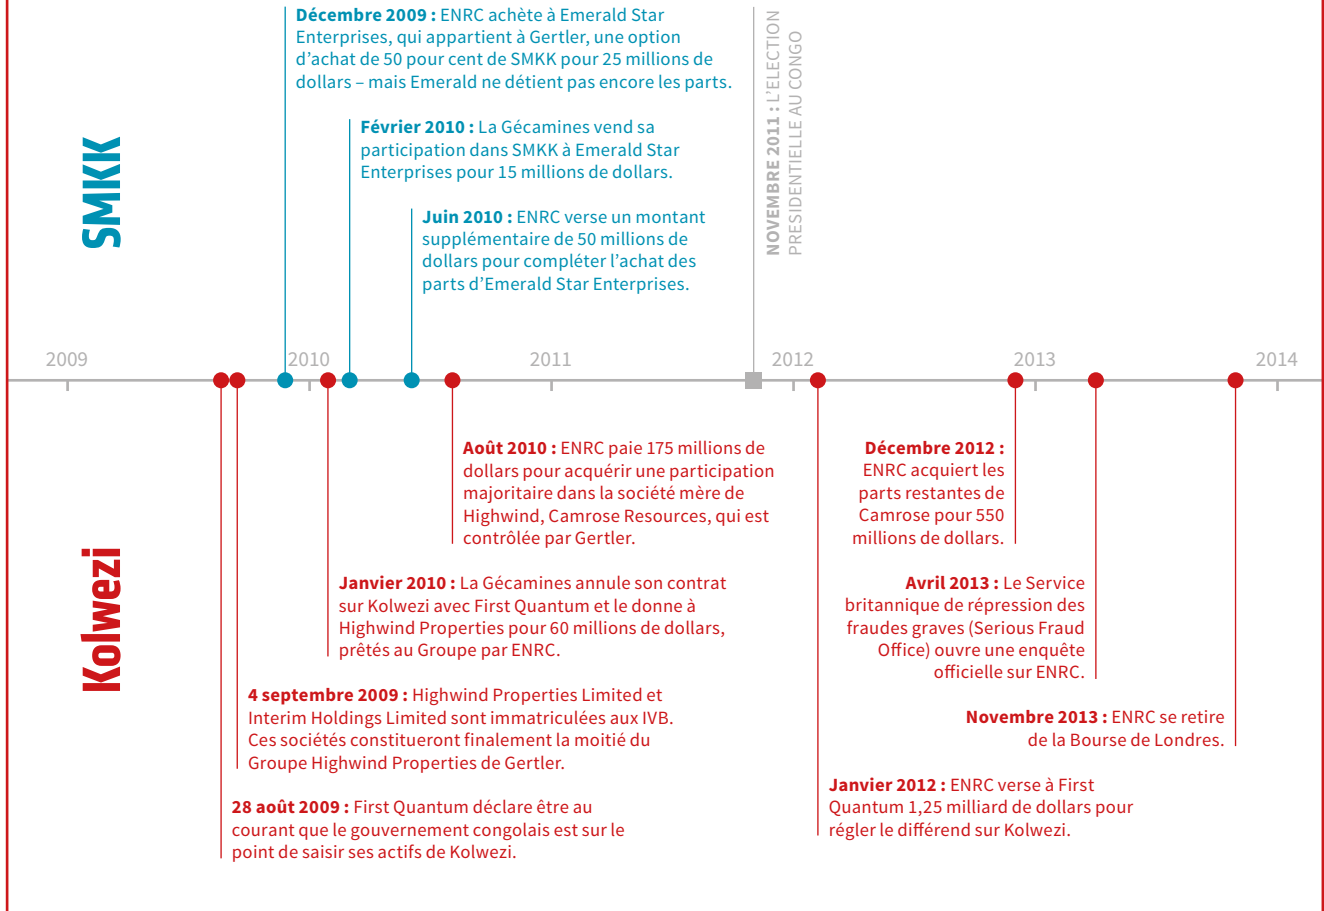 Décembre 2009 : ENRC achète à Emerald Star
Enterprises, qui appartient à Gertler, une option
d’achat de 50 pour cent de SMKK pour 25 millions de
dollars – mais Emerald ne détient pas encore les parts.
Février 2010 : La Gécamines vend sa
participation dans SMKK à Emerald Star
Enterprises pour 15 millions de dollars.
Juin 2010 : ENRC verse un montant
supplémentaire de 50 millions de
dollars pour compléter l’achat des
parts d’Emerald Star Enterprises.
NOVEMBRE 2011 : L’ELECTION
PRESIDENTIELLE AU CONGO
SMKK
2009
2010
2011
2012
2013
2014
Kolwezi
Août 2010 : ENRC paie 175 millions de
dollars pour acquérir une participation
majoritaire dans la société mère de
Highwind, Camrose Resources, qui est
contrôlée par Gertler.
Janvier 2010 : La Gécamines annule son contrat
sur Kolwezi avec First Quantum et le donne à
Highwind Properties pour 60 millions de dollars,
prêtés au Groupe par ENRC.
4 septembre 2009 : Highwind Properties Limited et
Interim Holdings Limited sont immatriculées aux IVB.
Ces sociétés constitueront finalement la moitié du
Groupe Highwind Properties de Gertler.
28 août 2009 : First Quantum déclare être au
courant que le gouvernement congolais est sur le
point de saisir ses actifs de Kolwezi.
Décembre 2012 :
ENRC acquiert les
parts restantes de
Camrose pour 550
millions de dollars.
Avril 2013 : Le Service
britannique de répression des
fraudes graves (Serious Fraud
Office) ouvre une enquête
officielle sur ENRC.
Novembre 2013 : ENRC se retire
de la Bourse de Londres.
Janvier 2012 : ENRC verse à First
Quantum 1,25 milliard de dollars pour
régler le différend sur Kolwezi.